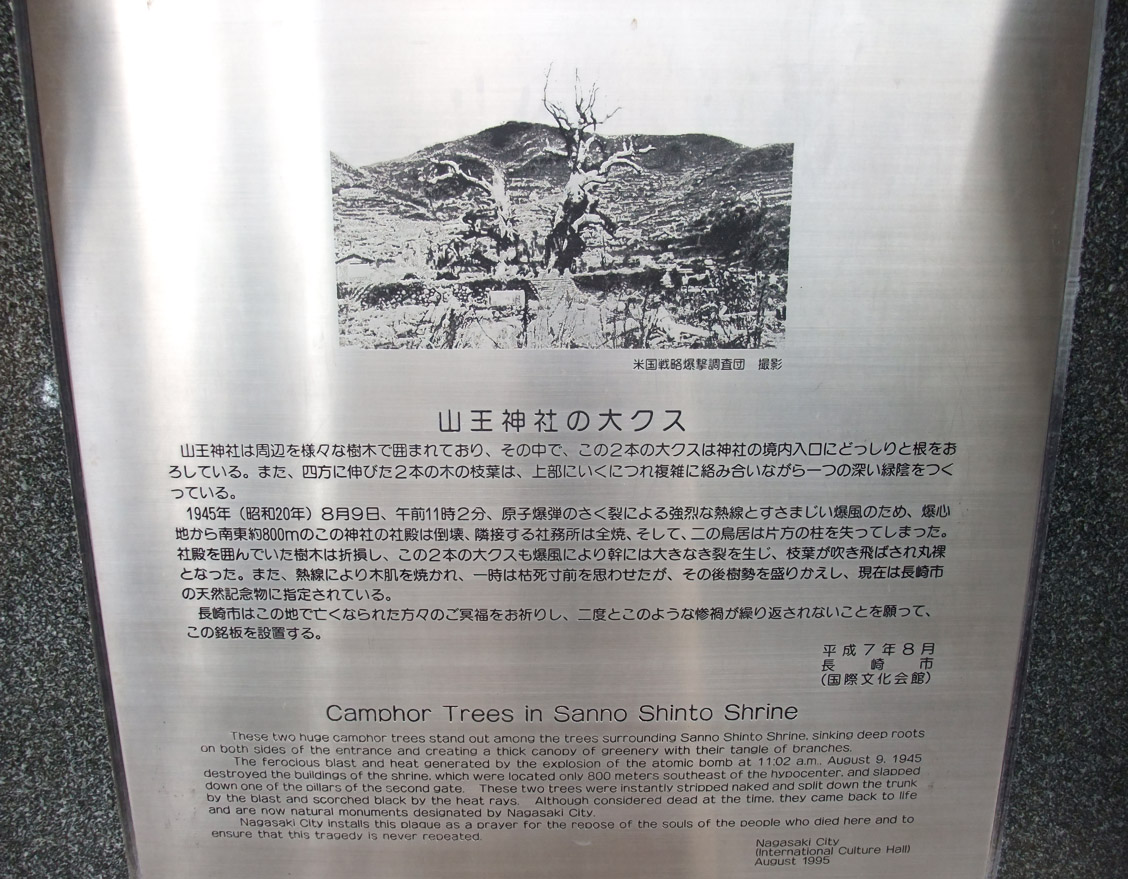 米国戦略爆撃調査団　撮影
山王神社の大クス
山王神社は周辺を様々な樹木で囲まれており、その中で、この２本の大クスは神社の境内入口にどっしりと根をお
ろしている。また、四方に伸びた２本の木の枝葉は、上部にいくにつれ複雑に絡み合いながら一つの深い緑陰をつく
っている。
1945年（昭和20年）８月９日、午前11時２分、原子爆弾のさく裂による強烈な熱線とすさまじい爆風のため、爆心
地から南東約800mのこの神社の社殿は倒壊、隣接する社務所は全焼、そして、二の鳥居は片方の柱を失ってしまった。
社殿を囲んでいた樹木は折損し、この２本の大クスも爆風により幹には大きなき裂を生じ、枝葉が吹き飛ばされ丸裸
となった。また、熱線により木肌を焼かれ、一時は枯死寸前を思わせたが、その後樹勢を盛りかえし、現在は長崎市
の天然記念物に指定されている。
長崎市はこの地で亡くなられた方々のご冥福をお祈りし、二度とこのような惨禍が繰り返されないことを願って、
この銘板を設置する。
平成７年８月
長崎市
（国際文化会館）
Camphor Trees in Sanno Shinto Shrine
These two huge camphor trees stand out among the trees surrounding Sanno Shinto Shrine, sinking deep roots
on both sides of the entrance and creating a thick canopy of greenery with their tangle of branches.
The ferocious blast and heat generated by the explosion of the atomic bomb at 11:02 a.m., August 9, 1945
destroyed the buildings of the shrine, which were located only 800 meters southeast of the hypocenter, and slapped
down one of the pillars of the second gate. These two trees were instantly stripped naked and split down the trunk
by the blast and scorched black by the heat rays. Although considered dead at the time, they came back to life
and are now natural monuments designated by Nagasaki City.
Nagasaki City installs this plaque as a prayer for the repose of the souls of the people who died here and to
ensure that this tragedy is never repeated.
Nagasaki City
(International Culture Hall)
August 1995